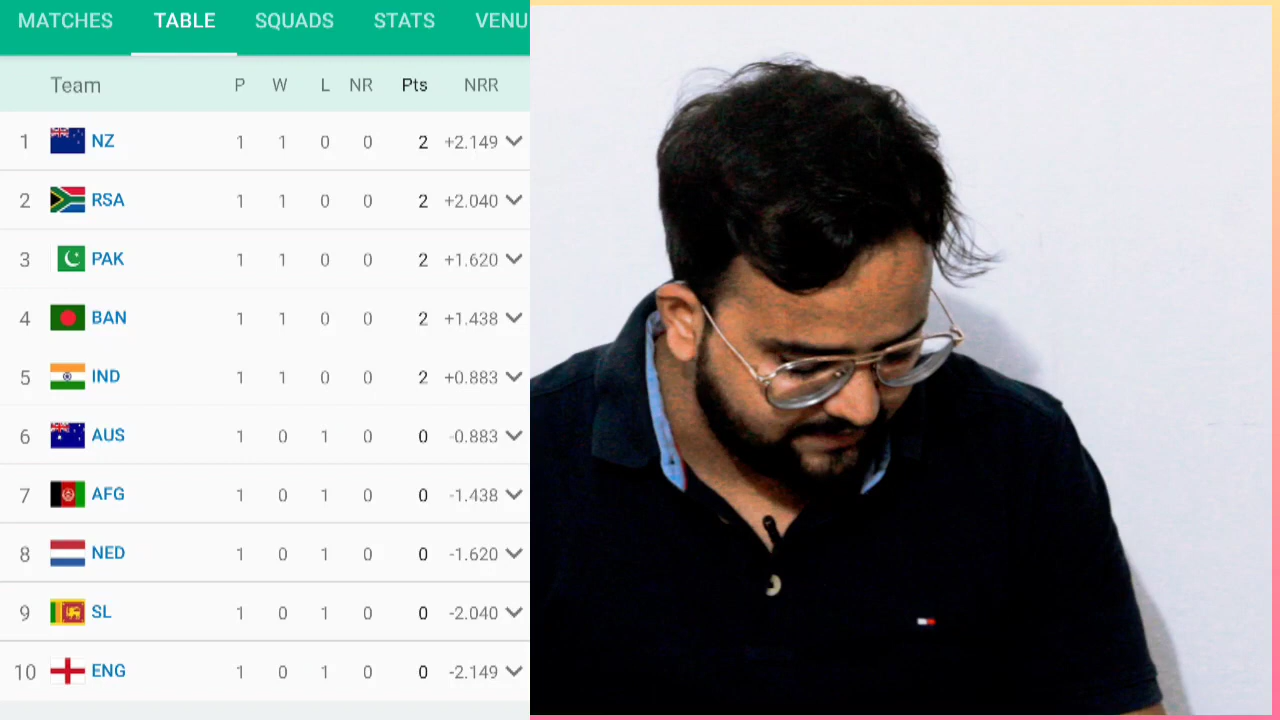 MATCHES TABLE SQUADS STATS VENU
Team P W L NR Pts NRR
1 NZ 1 1 0 0 2 +2.149
2 RSA 1 1 0 0 2 +2.040
3 PAK 1 1 0 0 2 +1.620
4 BAN 1 1 0 0 2 +1.438
5 IND 1 1 0 0 2 +0.883
6 AUS 1 0 1 0 0 -0.883
7 AFG 1 0 1 0 0 -1.438
8 NED 1 0 1 0 0 -1.620
9 SL 1 0 1 0 0 -2.040
10 ENG 1 0 1 0 0 -2.149